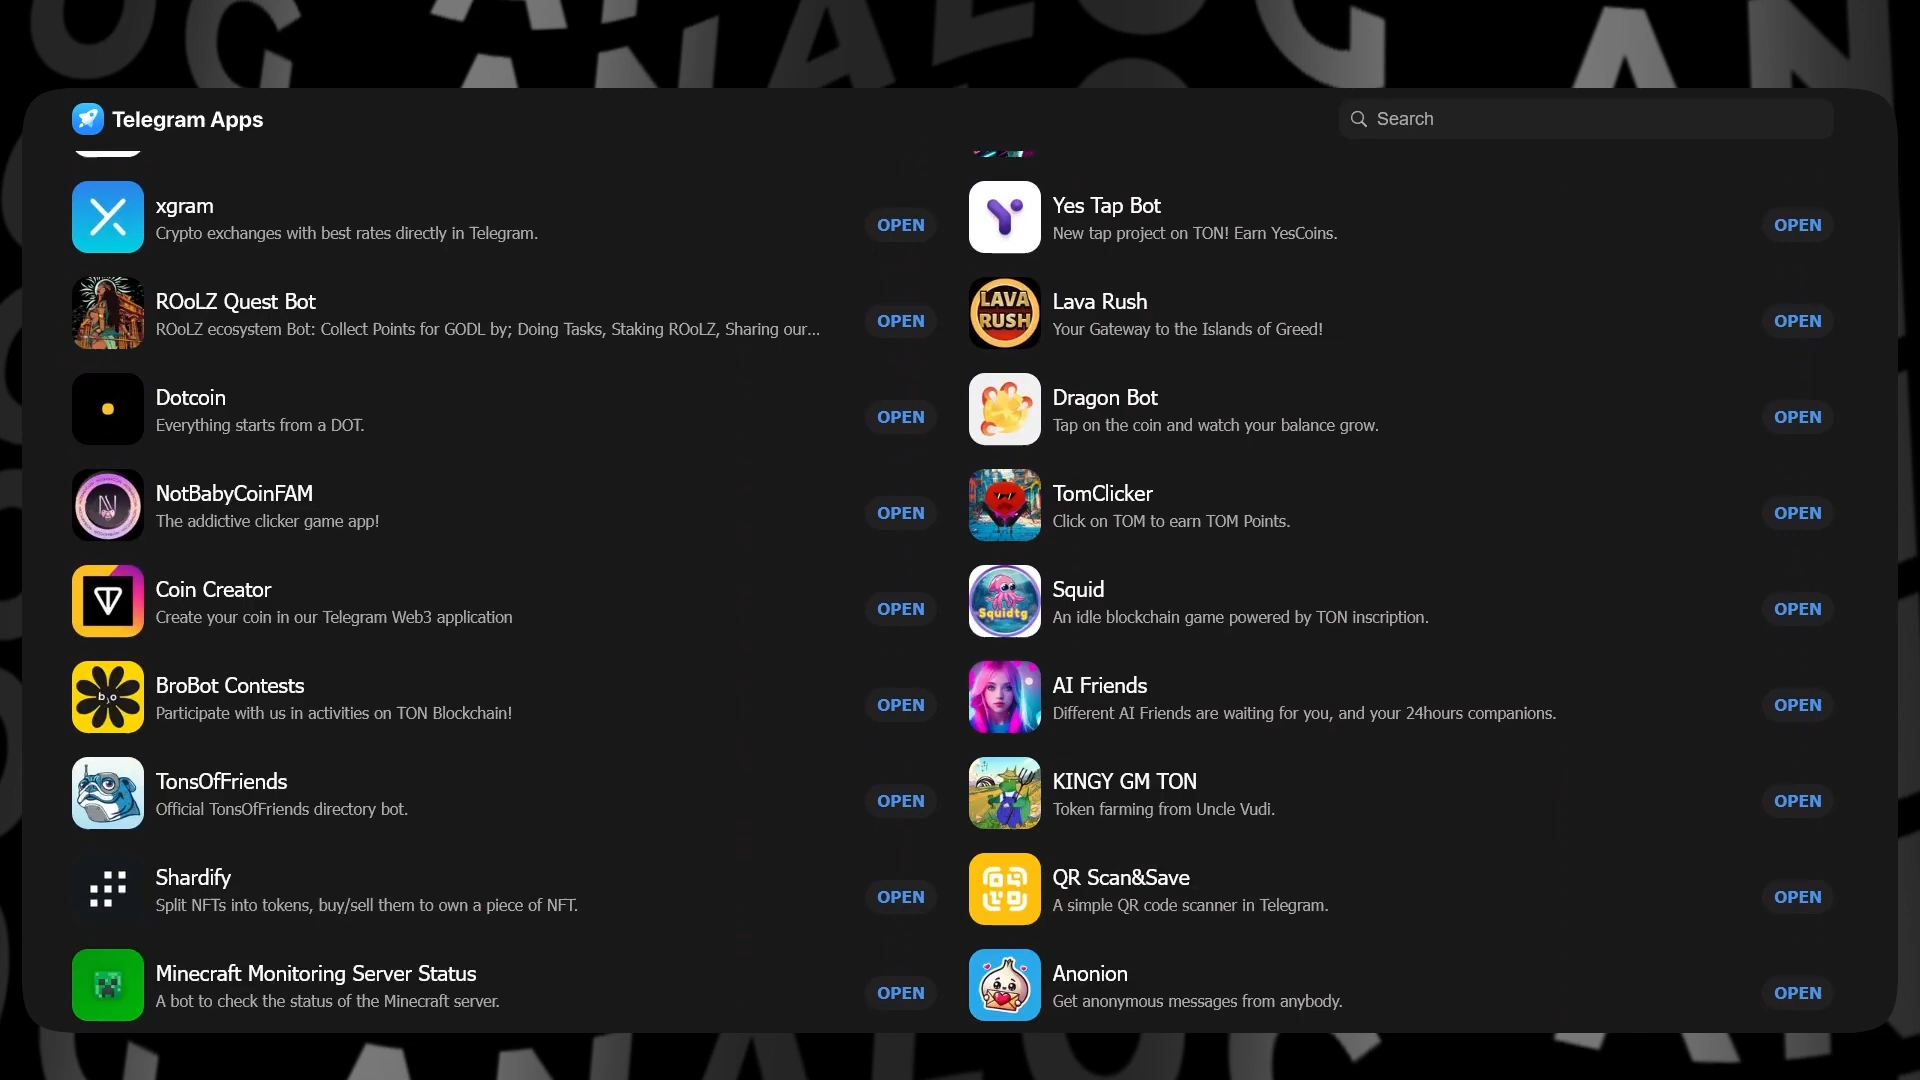 OG ANALOG AN
Telegram Apps
Search
xgram
Crypto exchanges with best rates directly in Telegram.
OPEN
Yes Tap Bot
New tap project on TON! Earn YesCoins.
OPEN
ROoLZ Quest Bot
ROoLZ ecosystem Bot: Collect Points for GODL by; Doing Tasks, Staking ROoLZ, Sharing our...
OPEN
LAVA
RUSH
Lava Rush
Your Gateway to the Islands of Greed!
OPEN
Dotcoin
Everything starts from a DOT.
OPEN
Dragon Bot
Tap on the coin and watch your balance grow.
OPEN
NotBabyCoinFAM
The addictive clicker game app!
OPEN
TomClicker
Click on TOM to earn TOM Points.
OPEN
Coin Creator
Create your coin in our Telegram Web3 application
OPEN
Squidtg
Squid
An idle blockchain game powered by TON inscription.
OPEN
BroBot Contests
Participate with us in activities on TON Blockchain!
OPEN
AI Friends
Different AI Friends are waiting for you, and your 24hours companions.
OPEN
TonsOfFriends
Official TonsOfFriends directory bot.
OPEN
KINGY GM TON
Token farming from Uncle Vudi.
OPEN
Shardify
Split NFTs into tokens, buy/sell them to own a piece of NFT.
OPEN
QR Scan&Save
A simple QR code scanner in Telegram.
OPEN
Minecraft Monitoring Server Status
A bot to check the status of the Minecraft server.
OPEN
Anonion
Get anonymous messages from anybody.
OPEN